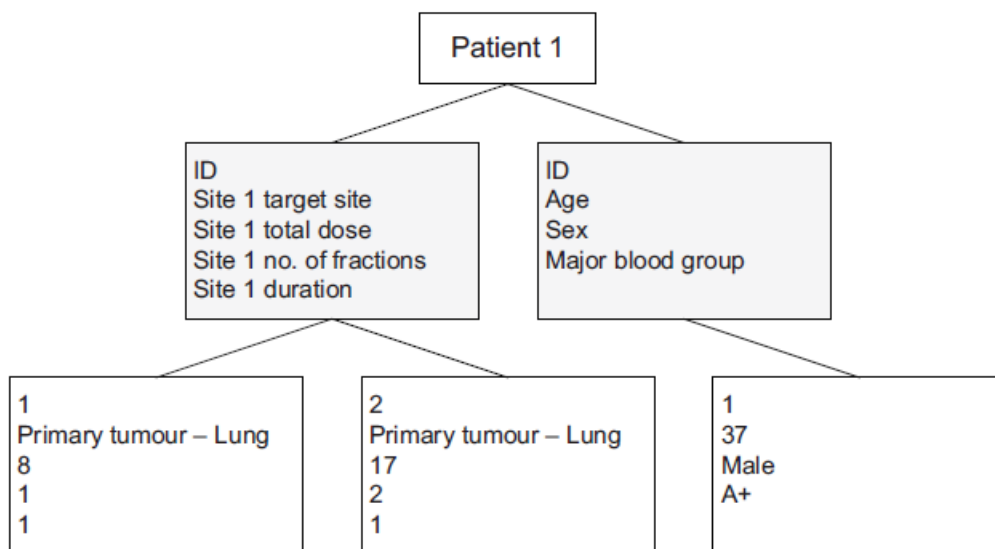 Patient 1
ID
Site 1 target site
Site 1 total dose
Site 1 no. of fractions
Site 1 duration
ID
Age
Sex
Major blood group
1
Primary tumour – Lung
8
1
1
2
Primary tumour – Lung
17
2
1
1
37
Male
A+